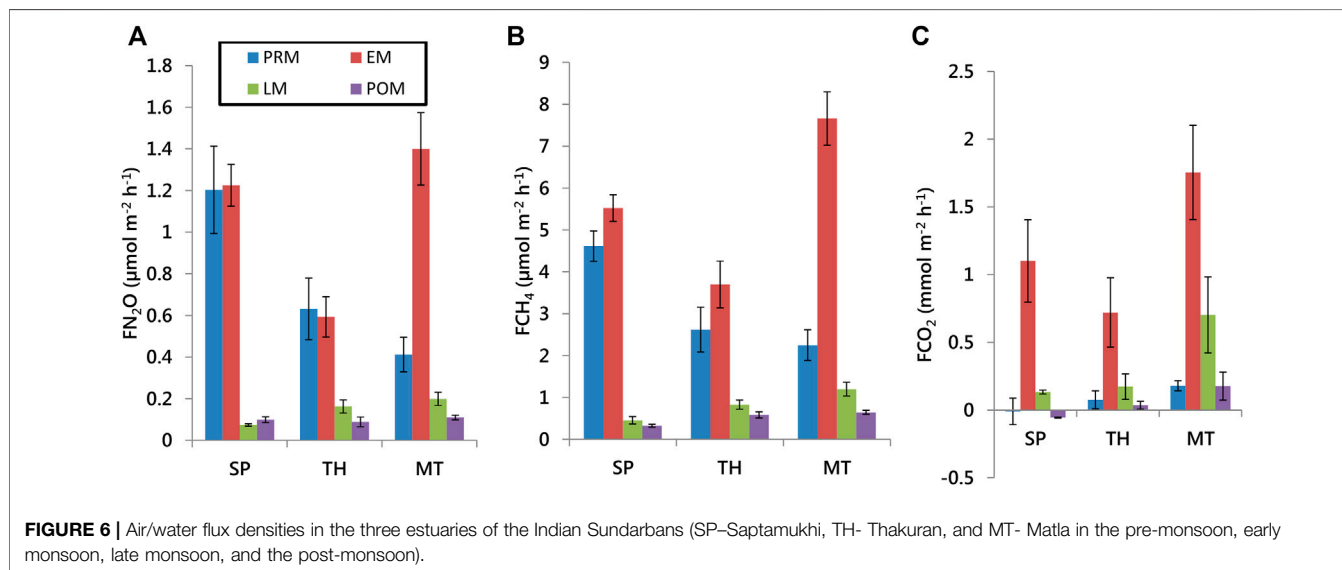 A
PRM EM
LM POM
1.8
1.6
1.4
1.2
1
0.8
0.6
0.4
0.2
0
FN₂O (µmol m⁻² h⁻¹)
SP TH MT
B
9
8
7
6
5
4
3
2
1
0
FCH₄ (µmol m⁻² h⁻¹)
SP TH MT
C
2.5
2
1.5
1
0.5
0
-0.5
FCO₂ (mmol m⁻² h⁻¹)
SP TH MT
FIGURE 6 | Air/water flux densities in the three estuaries of the Indian Sundarbans (SP–Saptamukhi, TH- Thakuran, and MT- Matla in the pre-monsoon, early
monsoon, late monsoon, and the post-monsoon).